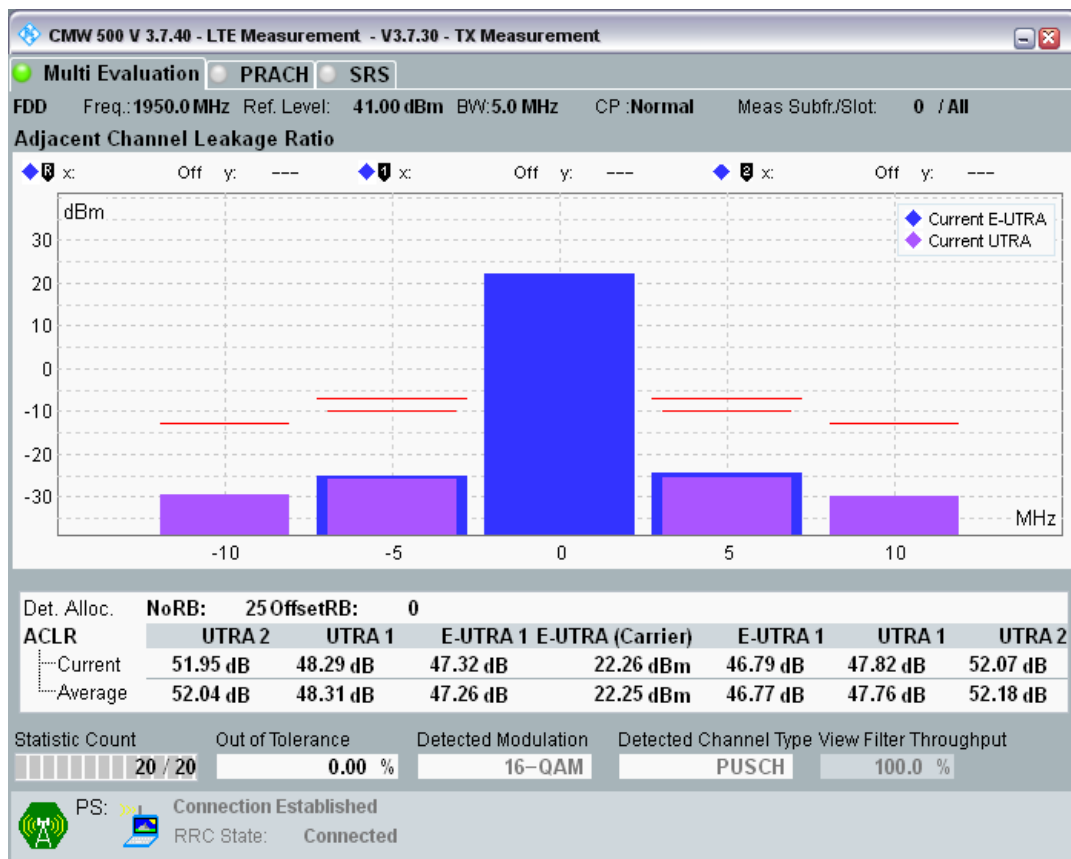 CMW 500 V 3.7.40 - LTE Measurement - V3.7.30 - TX Measurement
Multi Evaluation PRACH SRS
FDD Freq.: 1950.0 MHz Ref. Level: 41.00 dBm BW: 5.0 MHz CP :Normal Meas Subfr./Slot: 0 / All
Adjacent Channel Leakage Ratio
R x: Off y: --- 1 x: Off y: --- 2 x: Off y: ---
dBm
Current E-UTRA
Current UTRA
30
20
10
0
-10
-20
-30
MHz
-10 -5 0 5 10
Det. Alloc. NoRB: 25 OffsetRB: 0
ACLR UTRA 2 UTRA 1 E-UTRA 1 E-UTRA (Carrier) E-UTRA 1 UTRA 1 UTRA 2
Current 51.95 dB 48.29 dB 47.32 dB 22.26 dBm 46.79 dB 47.82 dB 52.07 dB
Average 52.04 dB 48.31 dB 47.26 dB 22.25 dBm 46.77 dB 47.76 dB 52.18 dB
Statistic Count Out of Tolerance Detected Modulation Detected Channel Type View Filter Throughput
20 / 20 0.00 % 16-QAM PUSCH 100.0 %
PS: Connection Established
RRC State: Connected